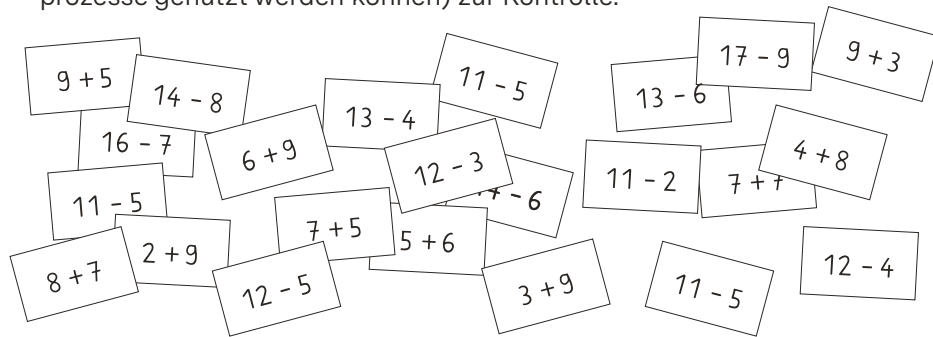 prozesse genutzt werden können) zur Kontrolle.
9 + 5
14 – 8
16 – 7
6 + 9
11 – 5
2 + 9
8 + 7
12 – 5
13 – 4
11 – 5
12 – 3
– 6
7 + 5
5 + 6
3 + 9
17 – 9
9 + 3
13 – 6
4 + 8
11 – 2
7 + 7
11 – 5
12 – 4